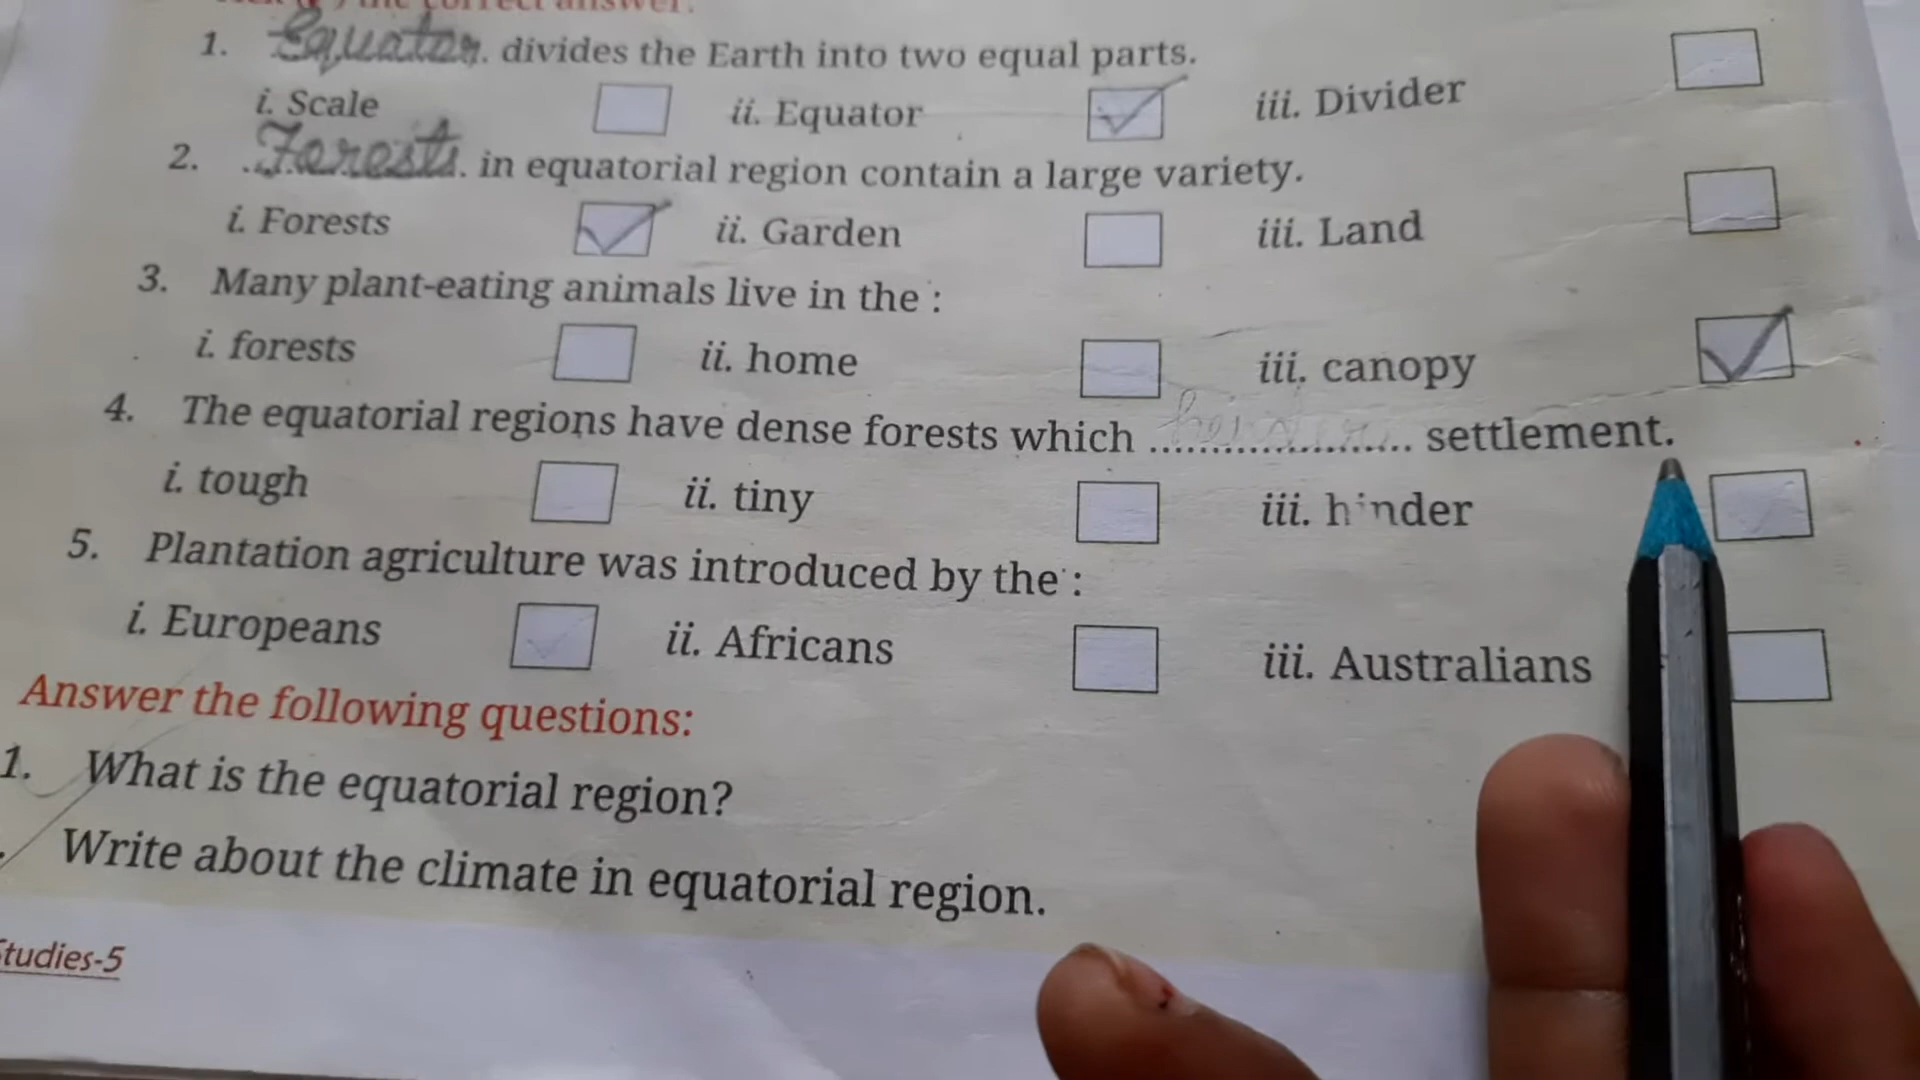 the correct answer.
1. Equator. divides the Earth into two equal parts.
i. Scale ii. Equator iii. Divider
2. Forests. in equatorial region contain a large variety.
i. Forests ii. Garden iii. Land
3. Many plant-eating animals live in the :
i. forests ii. home iii. canopy
4. The equatorial regions have dense forests which hinder settlement.
i. tough ii. tiny iii. hinder
5. Plantation agriculture was introduced by the :
i. Europeans ii. Africans iii. Australians
Answer the following questions:
1. What is the equatorial region?
. Write about the climate in equatorial region.
tudies-5